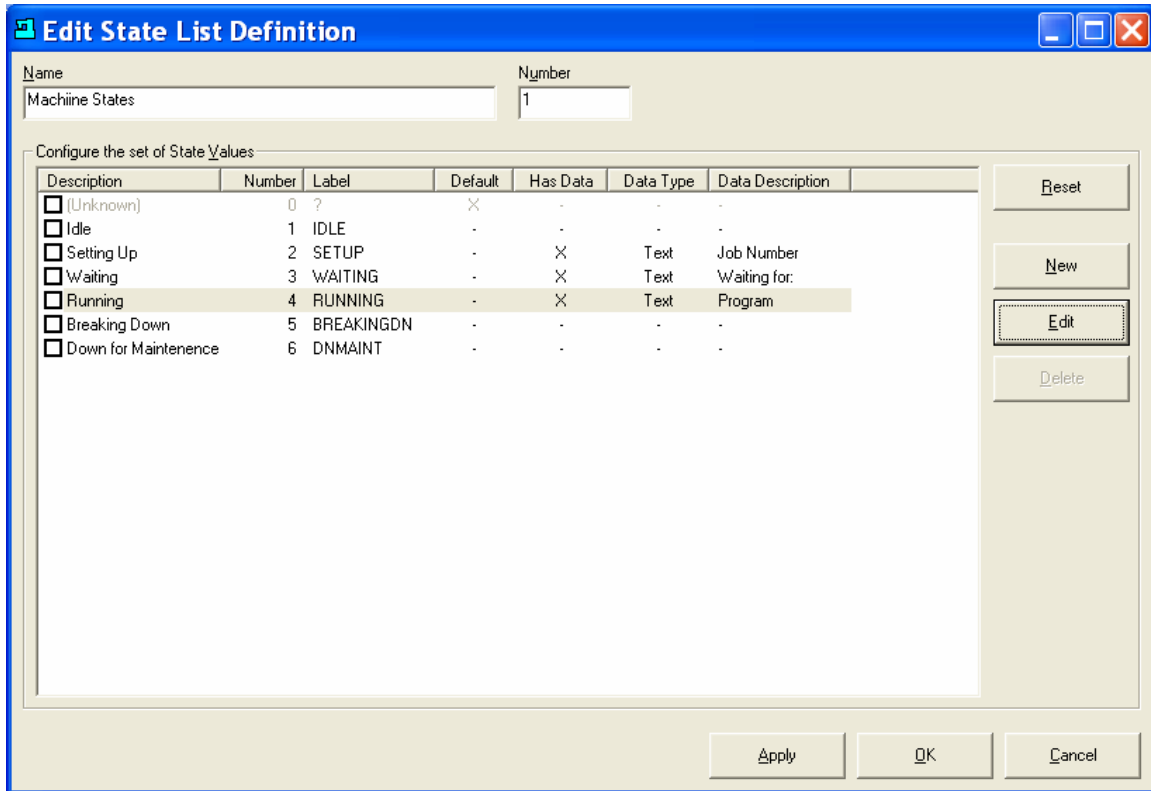 Edit State List Definition
Name Number
Machiine States 1
Configure the set of State Values
Description Number Label Default Has Data Data Type Data Description
(Unknown) 0 ? X - - -
Idle 1 IDLE - - - -
Setting Up 2 SETUP - X Text Job Number
Waiting 3 WAITING - X Text Waiting for:
Running 4 RUNNING - X Text Program
Breaking Down 5 BREAKINGDN - - - -
Down for Maintenence 6 DNMAINT - - - -
Reset
New
Edit
Delete
Apply OK Cancel